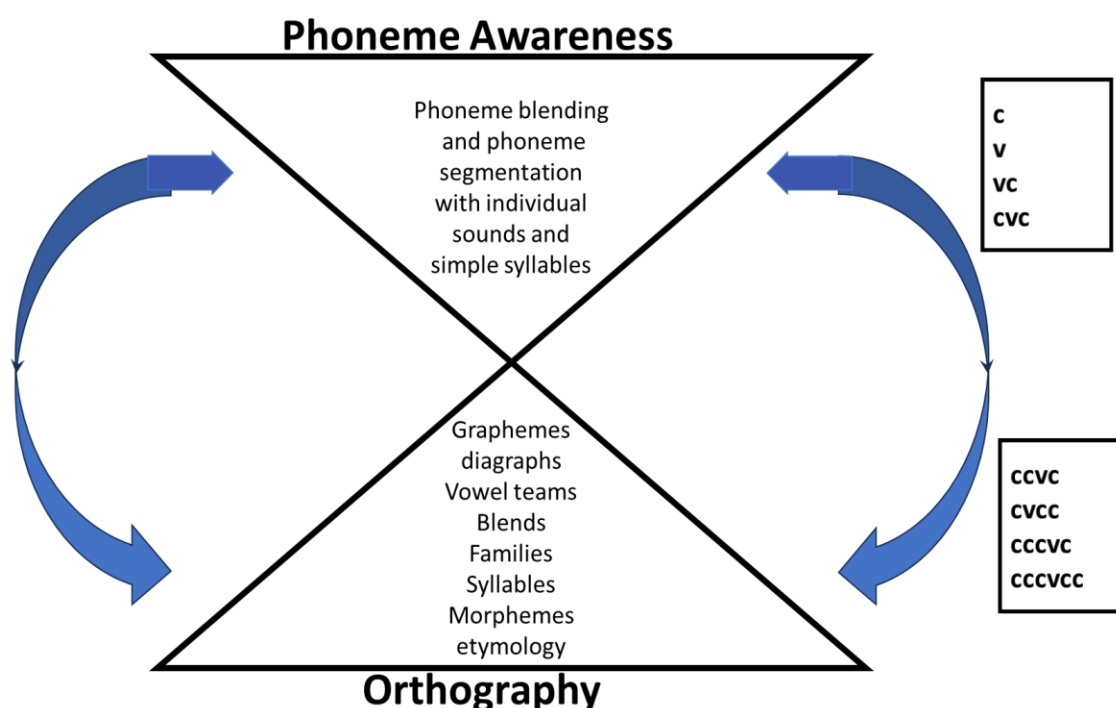 Phoneme Awareness
Phoneme blending
and phoneme
segmentation
with individual
sounds and
simple syllables
c
v
vc
cvc
Graphemes
diagraphs
Vowel teams
Blends
Families
Syllables
Morphemes
etymology
ccvc
cvcc
cccvc
cccvcc
Orthography